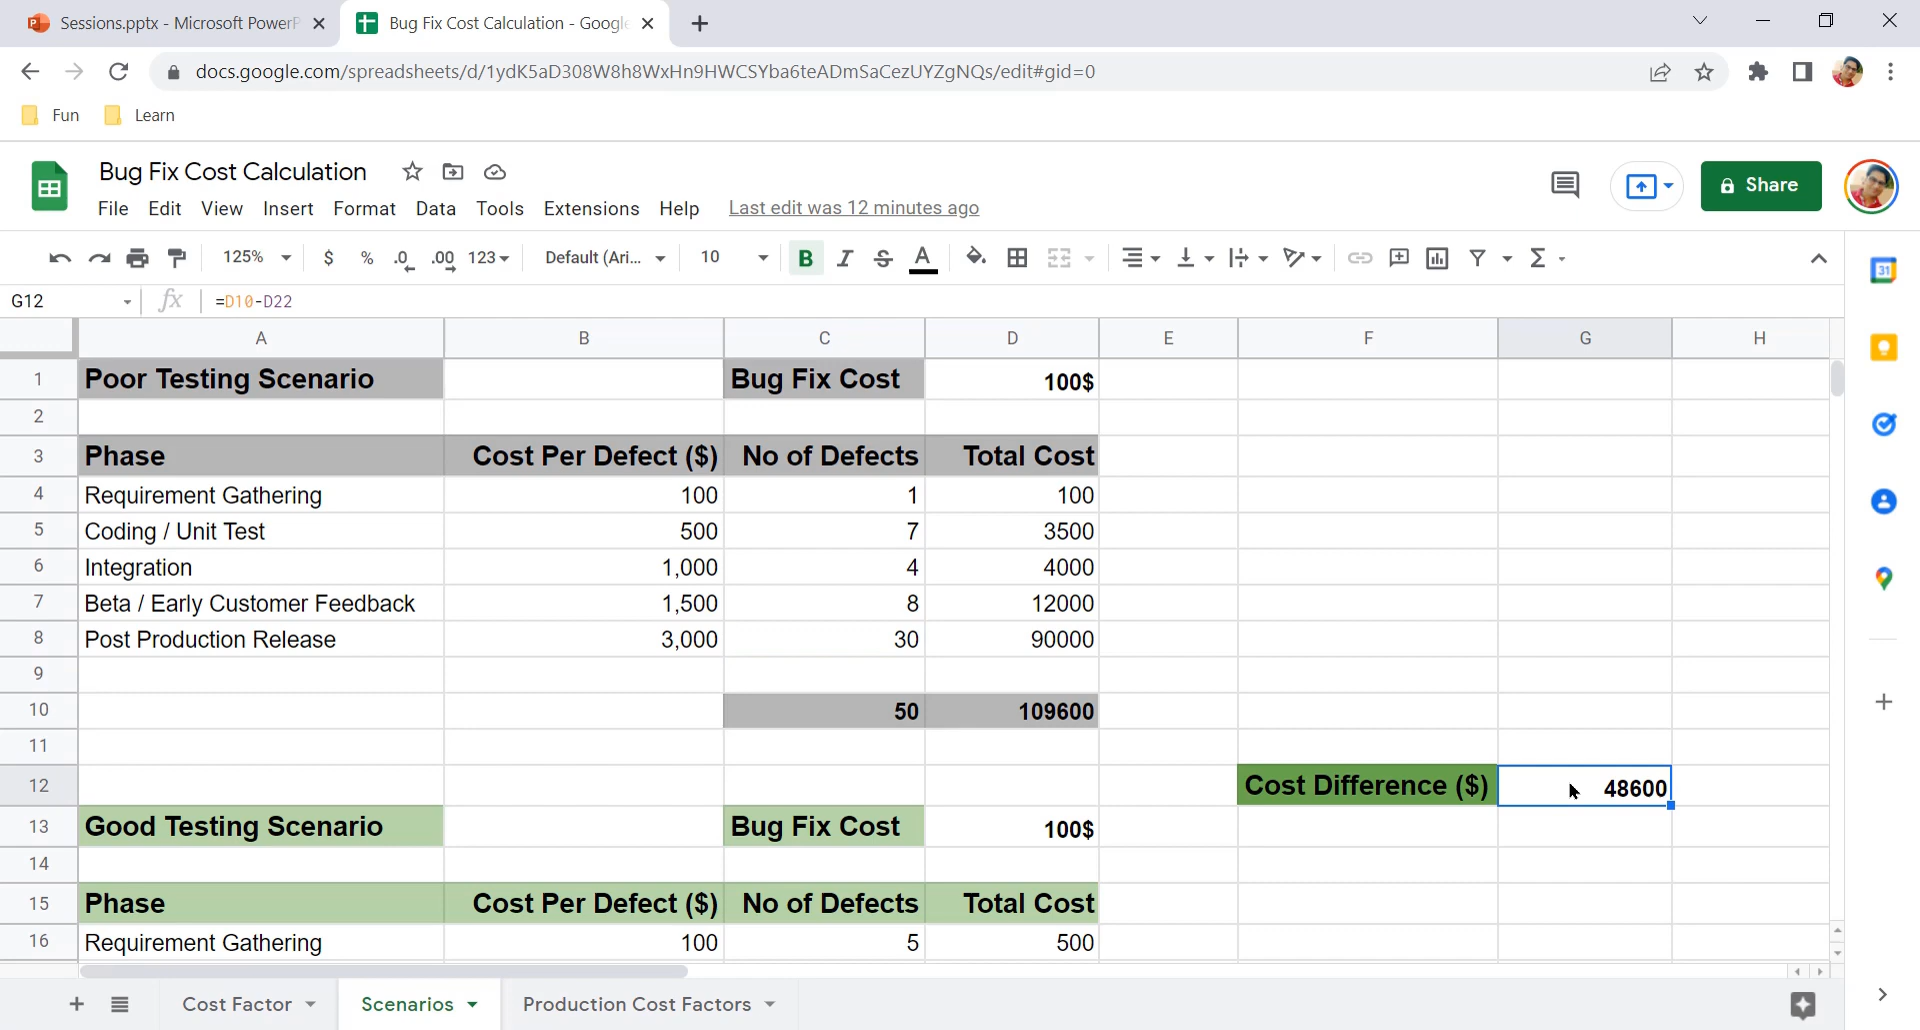 Sessions.pptx - Microsoft PowerP
Bug Fix Cost Calculation - Google
docs.google.com/spreadsheets/d/1ydK5aD308W8h8WxHn9HWCSYba6teADmSaCezUYZgNQs/edit#gid=0
Fun Learn
Bug Fix Cost Calculation
File Edit View Insert Format Data Tools Extensions Help Last edit was 12 minutes ago
Share
125% $ % .0 .00 123 Default (Ari... 10 B I S A
31
G12 fx =D10-D22
A B C D E F G H
1 Poor Testing Scenario Bug Fix Cost 100$
2
3 Phase Cost Per Defect ($) No of Defects Total Cost
4 Requirement Gathering 100 1 100
5 Coding / Unit Test 500 7 3500
6 Integration 1,000 4 4000
7 Beta / Early Customer Feedback 1,500 8 12000
8 Post Production Release 3,000 30 90000
9
10 50 109600
11
12 Cost Difference ($) 48600
13 Good Testing Scenario Bug Fix Cost 100$
14
15 Phase Cost Per Defect ($) No of Defects Total Cost
16 Requirement Gathering 100 5 500
Cost Factor Scenarios Production Cost Factors